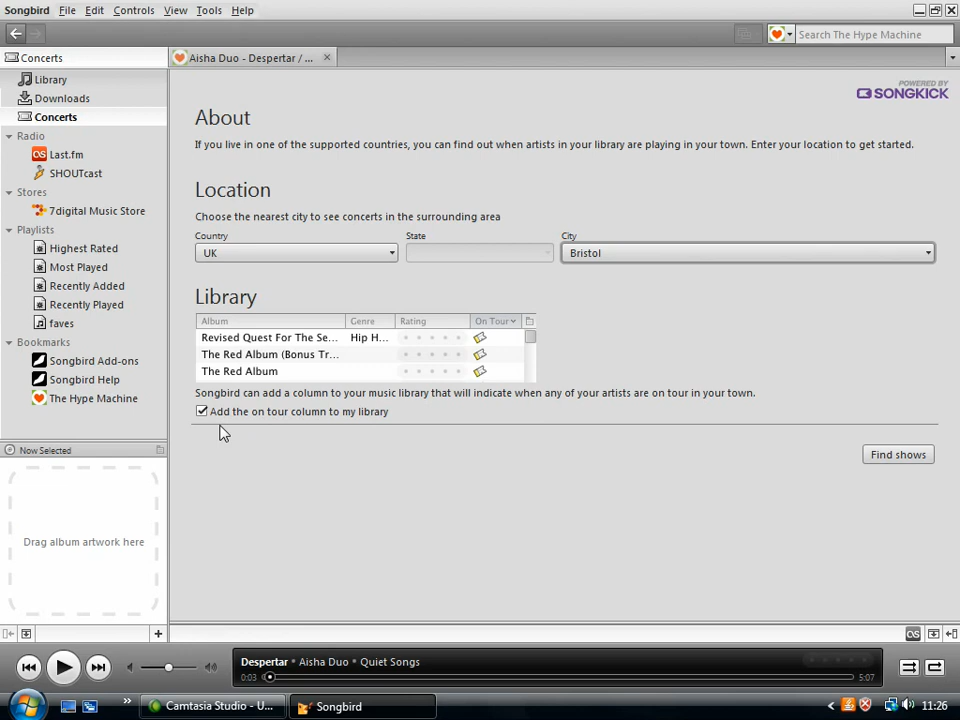 Songbird File Edit Controls View Tools Help
Search The Hype Machine
Concerts
Aisha Duo - Despertar / ...
Library
Downloads
Concerts
Radio
Last.fm
SHOUTcast
Stores
7digital Music Store
Playlists
Highest Rated
Most Played
Recently Added
Recently Played
faves
Bookmarks
Songbird Add-ons
Songbird Help
The Hype Machine
Now Selected
Drag album artwork here
POWERED BY
SONGKICK
About
If you live in one of the supported countries, you can find out when artists in your library are playing in your town. Enter your location to get started.
Location
Choose the nearest city to see concerts in the surrounding area
Country State City
UK Bristol
Library
Album Genre Rating On Tour
Revised Quest For The Se... Hip H...
The Red Album (Bonus Tr...
The Red Album
Songbird can add a column to your music library that will indicate when any of your artists are on tour in your town.
Add the on tour column to my library
Find shows
Despertar • Aisha Duo • Quiet Songs
0:03 5:07
Camtasia Studio - U... Songbird 11:26